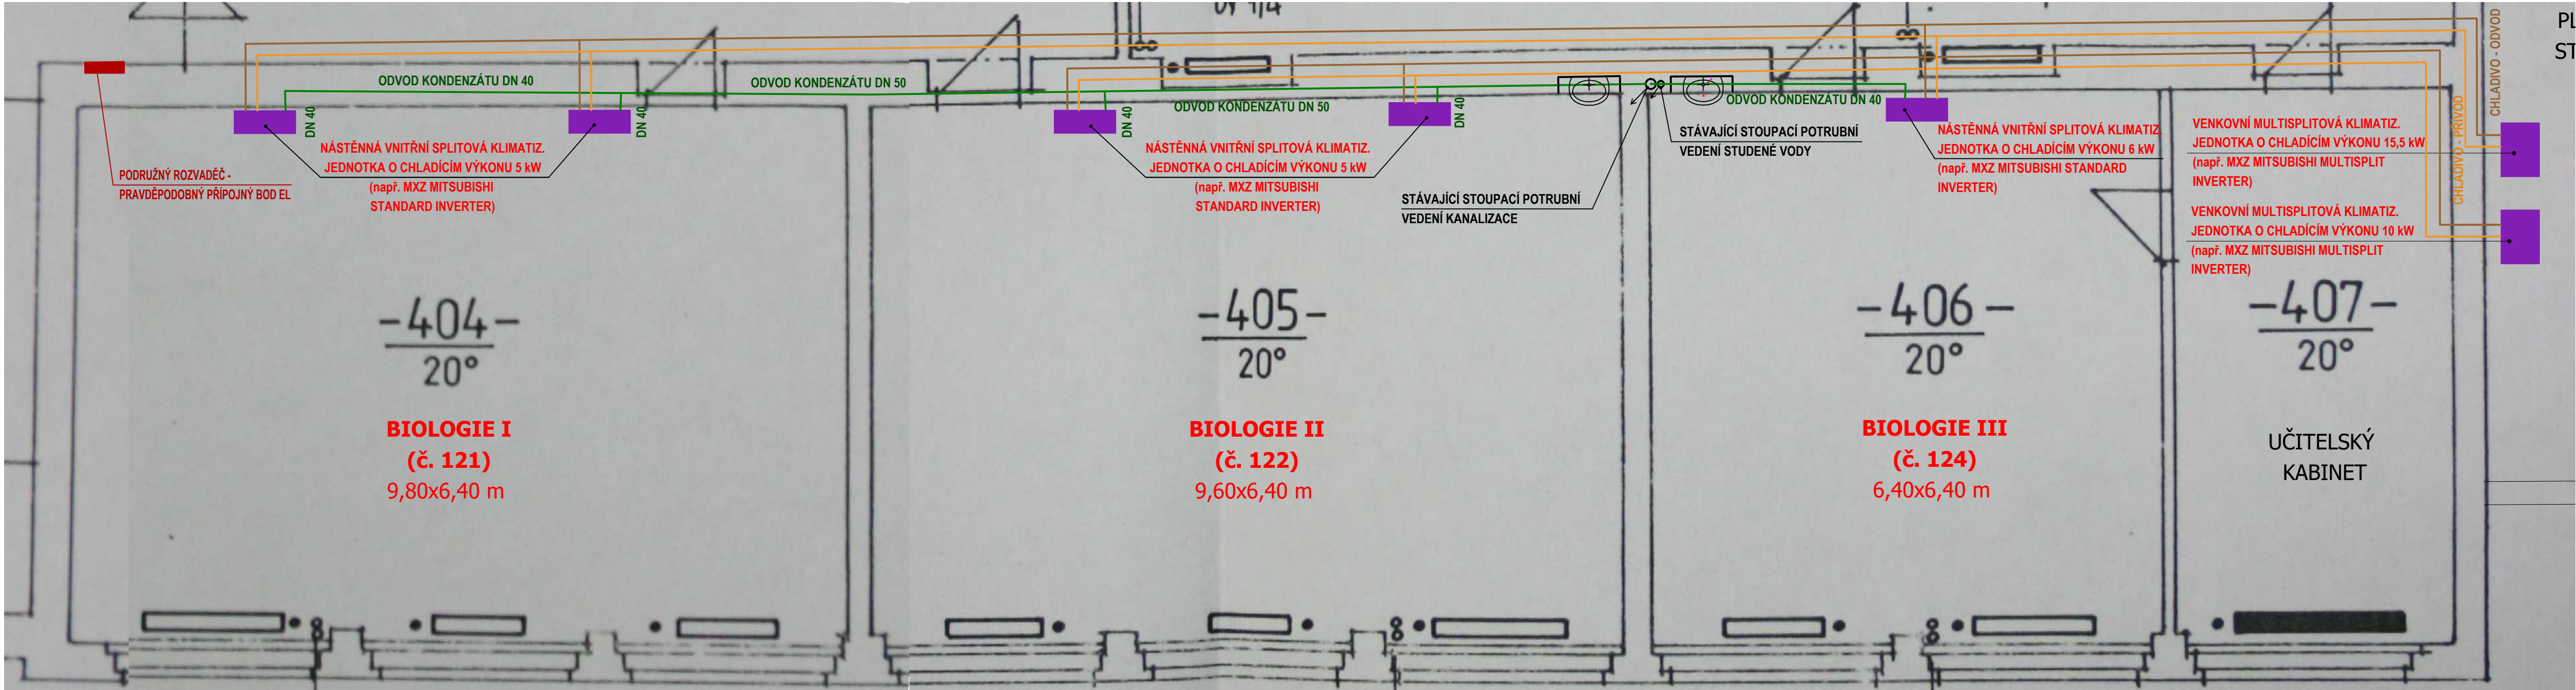 PL
ST
CHLADIVO - ODVOD
CHLADIVO - PŘÍVOD
ODVOD KONDENZÁTU DN 40
ODVOD KONDENZÁTU DN 50
ODVOD KONDENZÁTU DN 50
ODVOD KONDENZÁTU DN 40
DN 40
DN 40
DN 40
DN 40
PODRUŽNÝ ROZVADĚČ -
PRAVDĚPODOBNÝ PŘÍPOJNÝ BOD EL
NÁSTĚNNÁ VNITŘNÍ SPLITOVÁ KLIMATIZ.
JEDNOTKA O CHLADÍCÍM VÝKONU 5 kW
(např. MXZ MITSUBISHI
STANDARD INVERTER)
NÁSTĚNNÁ VNITŘNÍ SPLITOVÁ KLIMATIZ.
JEDNOTKA O CHLADÍCÍM VÝKONU 5 kW
(např. MXZ MITSUBISHI
STANDARD INVERTER)
STÁVAJÍCÍ STOUPACÍ POTRUBNÍ
VEDENÍ KANALIZACE
STÁVAJÍCÍ STOUPACÍ POTRUBNÍ
VEDENÍ STUDENÉ VODY
NÁSTĚNNÁ VNITŘNÍ SPLITOVÁ KLIMATIZ.
JEDNOTKA O CHLADÍCÍM VÝKONU 6 kW
(např. MXZ MITSUBISHI STANDARD
INVERTER)
VENKOVNÍ MULTISPLITOVÁ KLIMATIZ.
JEDNOTKA O CHLADÍCÍM VÝKONU 15,5 kW
(např. MXZ MITSUBISHI MULTISPLIT
INVERTER)
VENKOVNÍ MULTISPLITOVÁ KLIMATIZ.
JEDNOTKA O CHLADÍCÍM VÝKONU 10 kW
(např. MXZ MITSUBISHI MULTISPLIT
INVERTER)
-404-
20°
BIOLOGIE I
(č. 121)
9,80x6,40 m
-405-
20°
BIOLOGIE II
(č. 122)
9,60x6,40 m
-406-
20°
BIOLOGIE III
(č. 124)
6,40x6,40 m
-407-
20°
UČITELSKÝ
KABINET